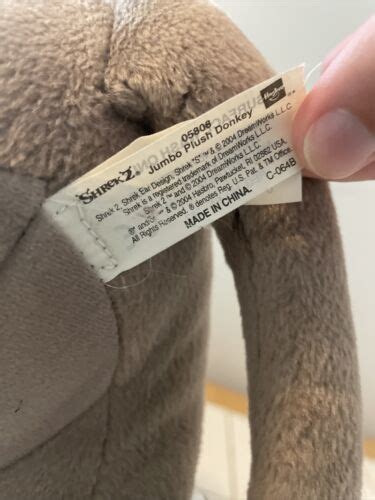 05808
SHREK 2. Jumbo Plush Donkey Hasbro
Shrek 2, Shrek Ear Design, Shrek "S" ™ & © 2004 DreamWorks L.L.C.
Shrek is a registered trademark of DreamWorks L.L.C.
Shrek 2 ™ and © 2004 DreamWorks L.L.C.
®* and/or ™ & © 2004 Hasbro, Pawtucket, RI 02862 USA.
All Rights Reserved. ® denotes Reg. U.S. Pat. & TM Office.
MADE IN CHINA. C-064B
SURFACE